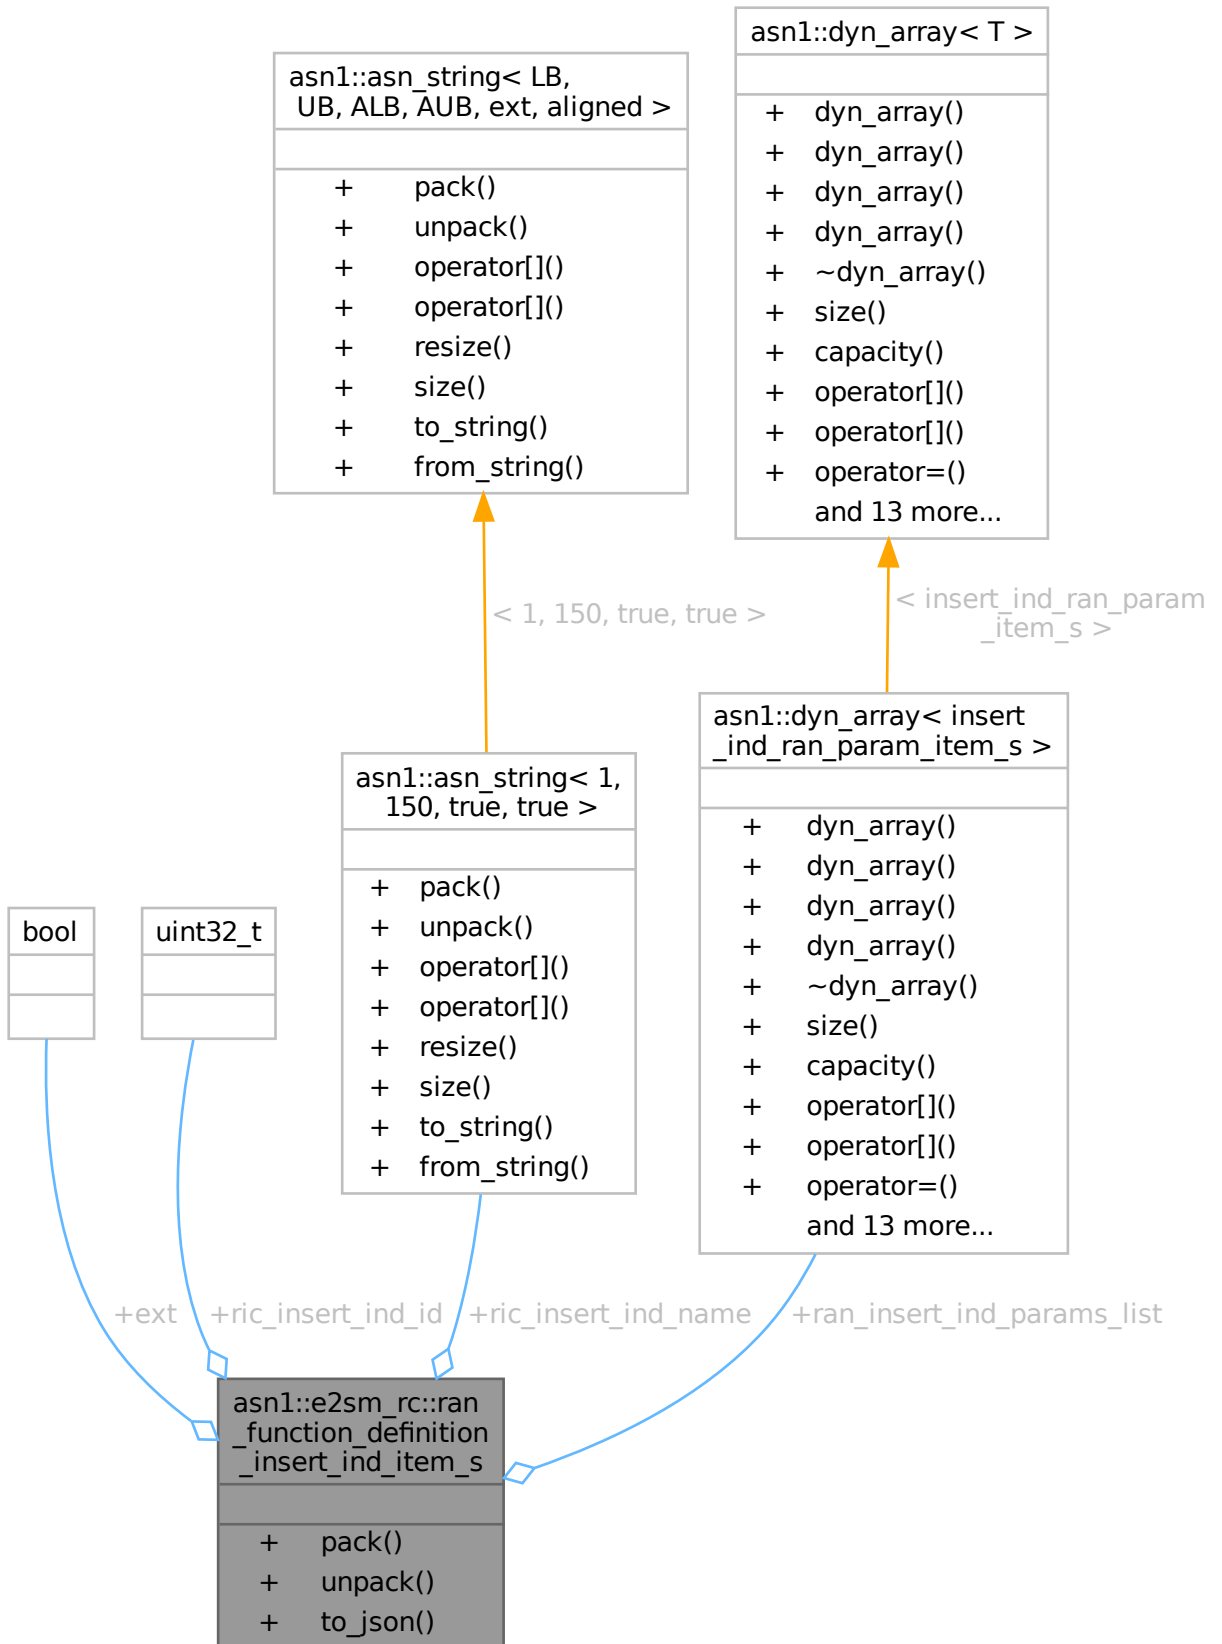 asn1::dyn_array< T >
+ dyn_array()
+ dyn_array()
+ dyn_array()
+ dyn_array()
+ ~dyn_array()
+ size()
+ capacity()
+ operator[]()
+ operator[]()
+ operator=()
and 13 more...
asn1::asn_string< LB,
UB, ALB, AUB, ext, aligned >
+ pack()
+ unpack()
+ operator[]()
+ operator[]()
+ resize()
+ size()
+ to_string()
+ from_string()
< 1, 150, true, true >
< insert_ind_ran_param
_item_s >
asn1::dyn_array< insert
_ind_ran_param_item_s >
+ dyn_array()
+ dyn_array()
+ dyn_array()
+ dyn_array()
+ ~dyn_array()
+ size()
+ capacity()
+ operator[]()
+ operator[]()
+ operator=()
and 13 more...
asn1::asn_string< 1,
150, true, true >
+ pack()
+ unpack()
+ operator[]()
+ operator[]()
+ resize()
+ size()
+ to_string()
+ from_string()
bool
uint32_t
+ext
+ric_insert_ind_id
+ric_insert_ind_name
+ran_insert_ind_params_list
asn1::e2sm_rc::ran
_function_definition
_insert_ind_item_s
+ pack()
+ unpack()
+ to_json()